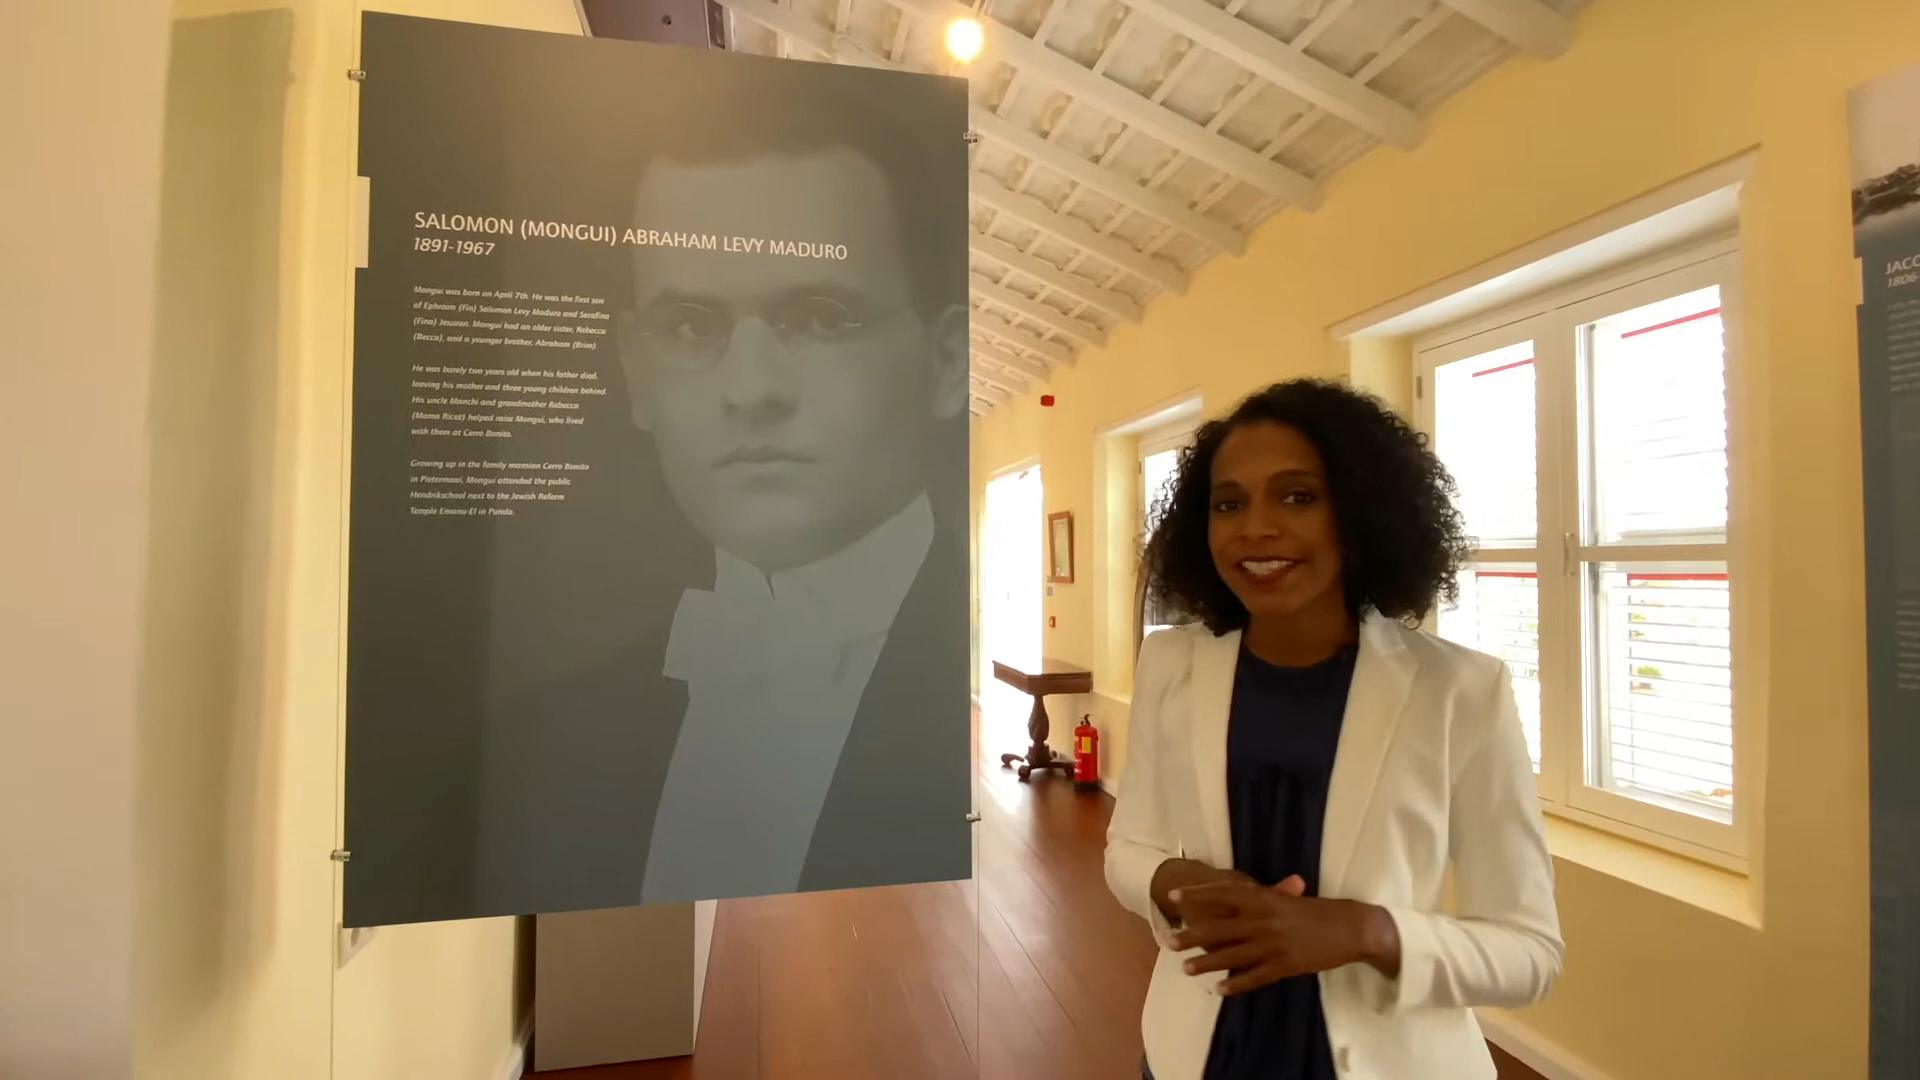 SALOMON (MONGUI) ABRAHAM LEVY MADURO
1891-1967
Mongui was born on April 7th. He was the first son
of Ephraim (Fin) Salomon Levy Maduro and Serafina
(Fina) Jesurun. Mongui had an older sister, Rebecca
(Becca), and a younger brother, Abraham (Brim).
He was barely two years old when his father died,
leaving his mother and three young children behind.
His uncle Manchi and grandmother Rebecca
(Mama Ricat) helped raise Mongui, who lived
with them at Cerro Bonito.
Growing up in the family mansion Cerro Bonito
in Pietermaai, Mongui attended the public
Hendrikschool next to the Jewish Reform
Temple Emanu-El in Punda.
JACO
1806-